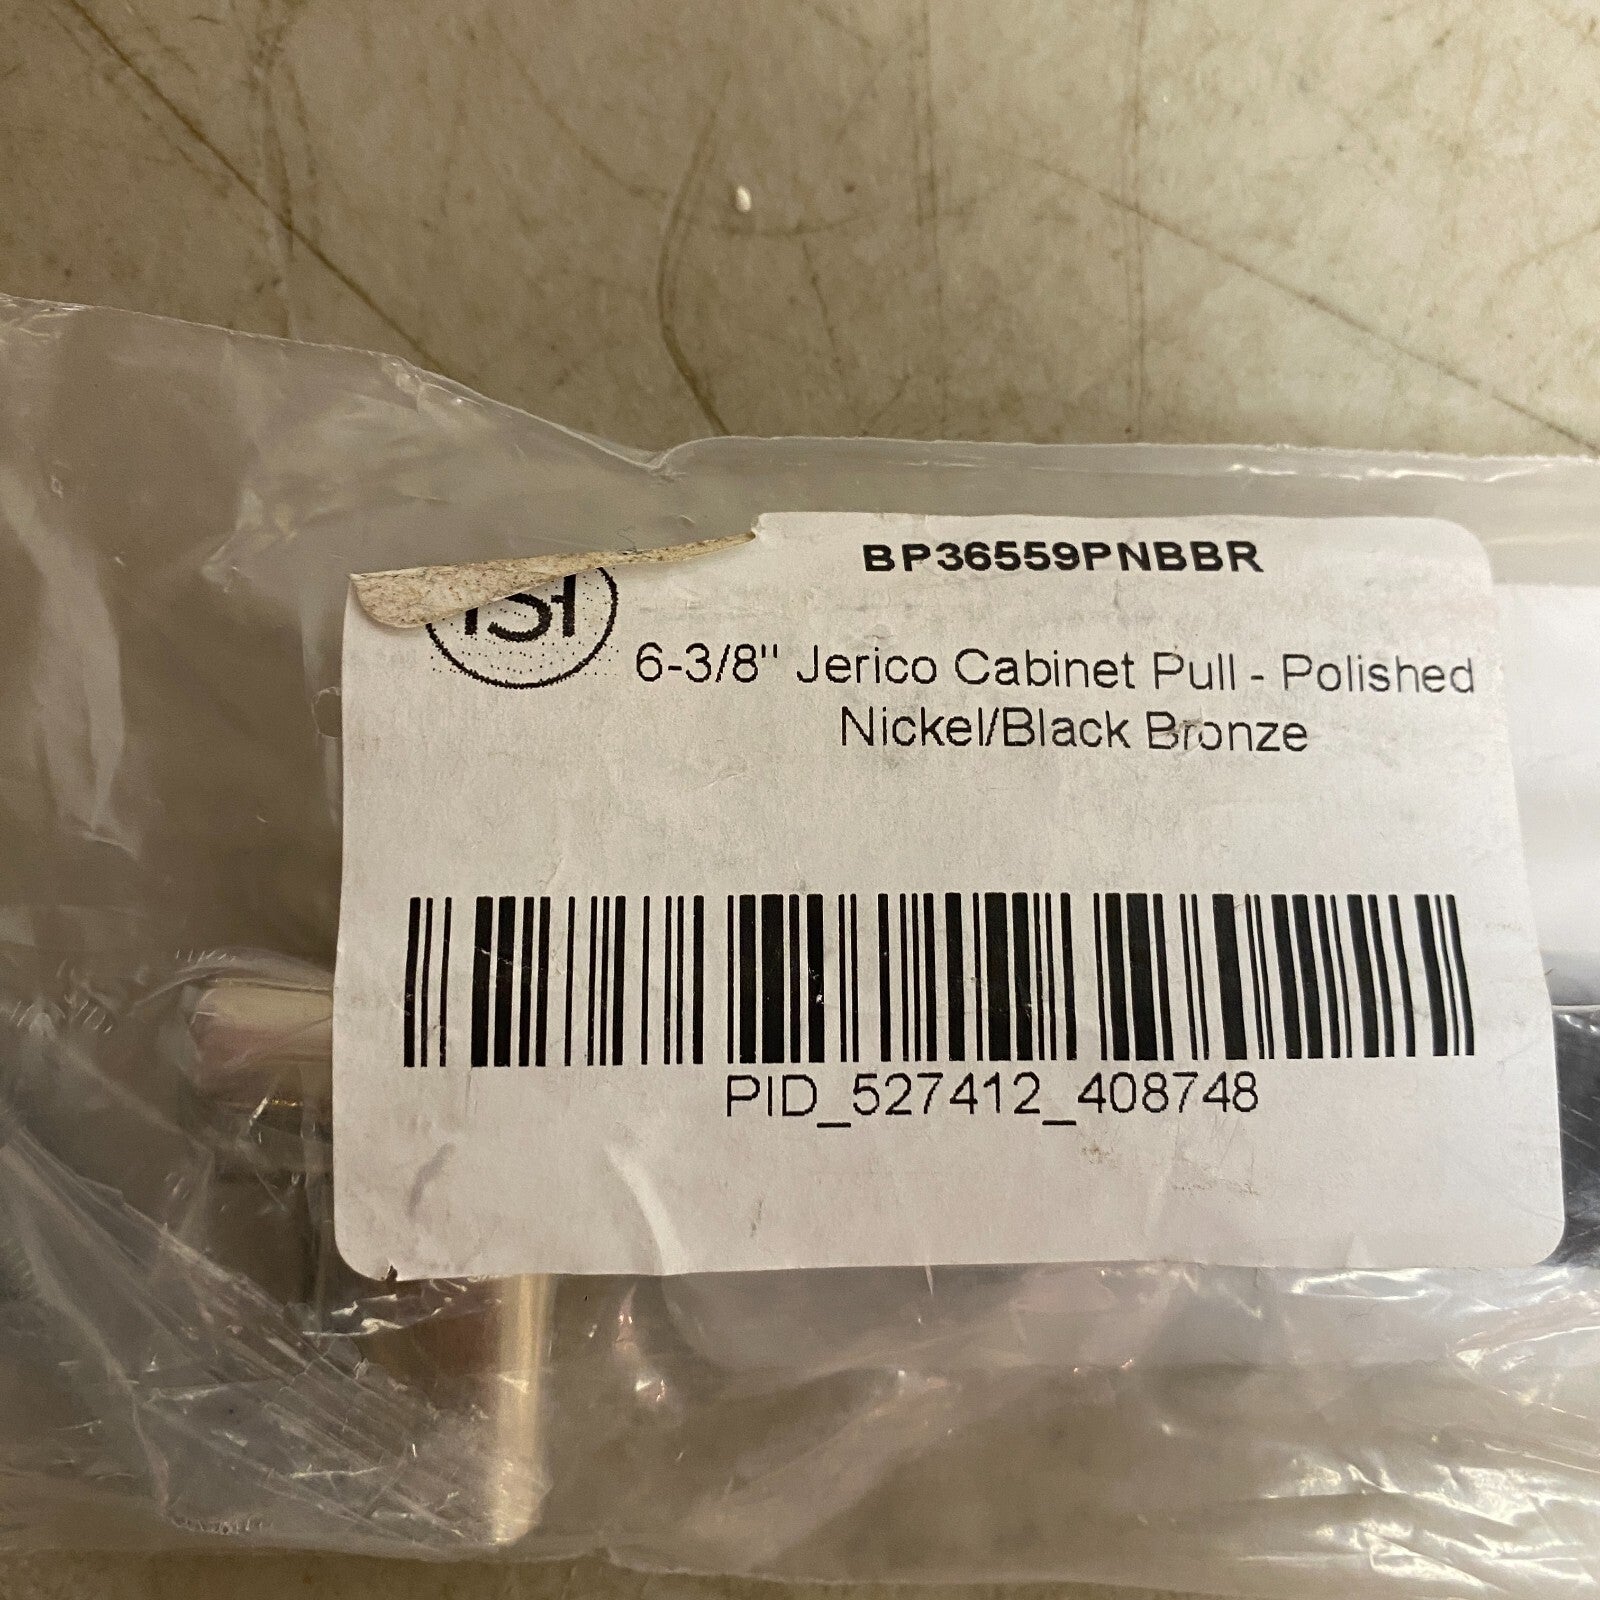 BP36559PNBBR
6-3/8" Jerico Cabinet Pull - Polished
Nickel/Black Bronze
PID_527412_408748